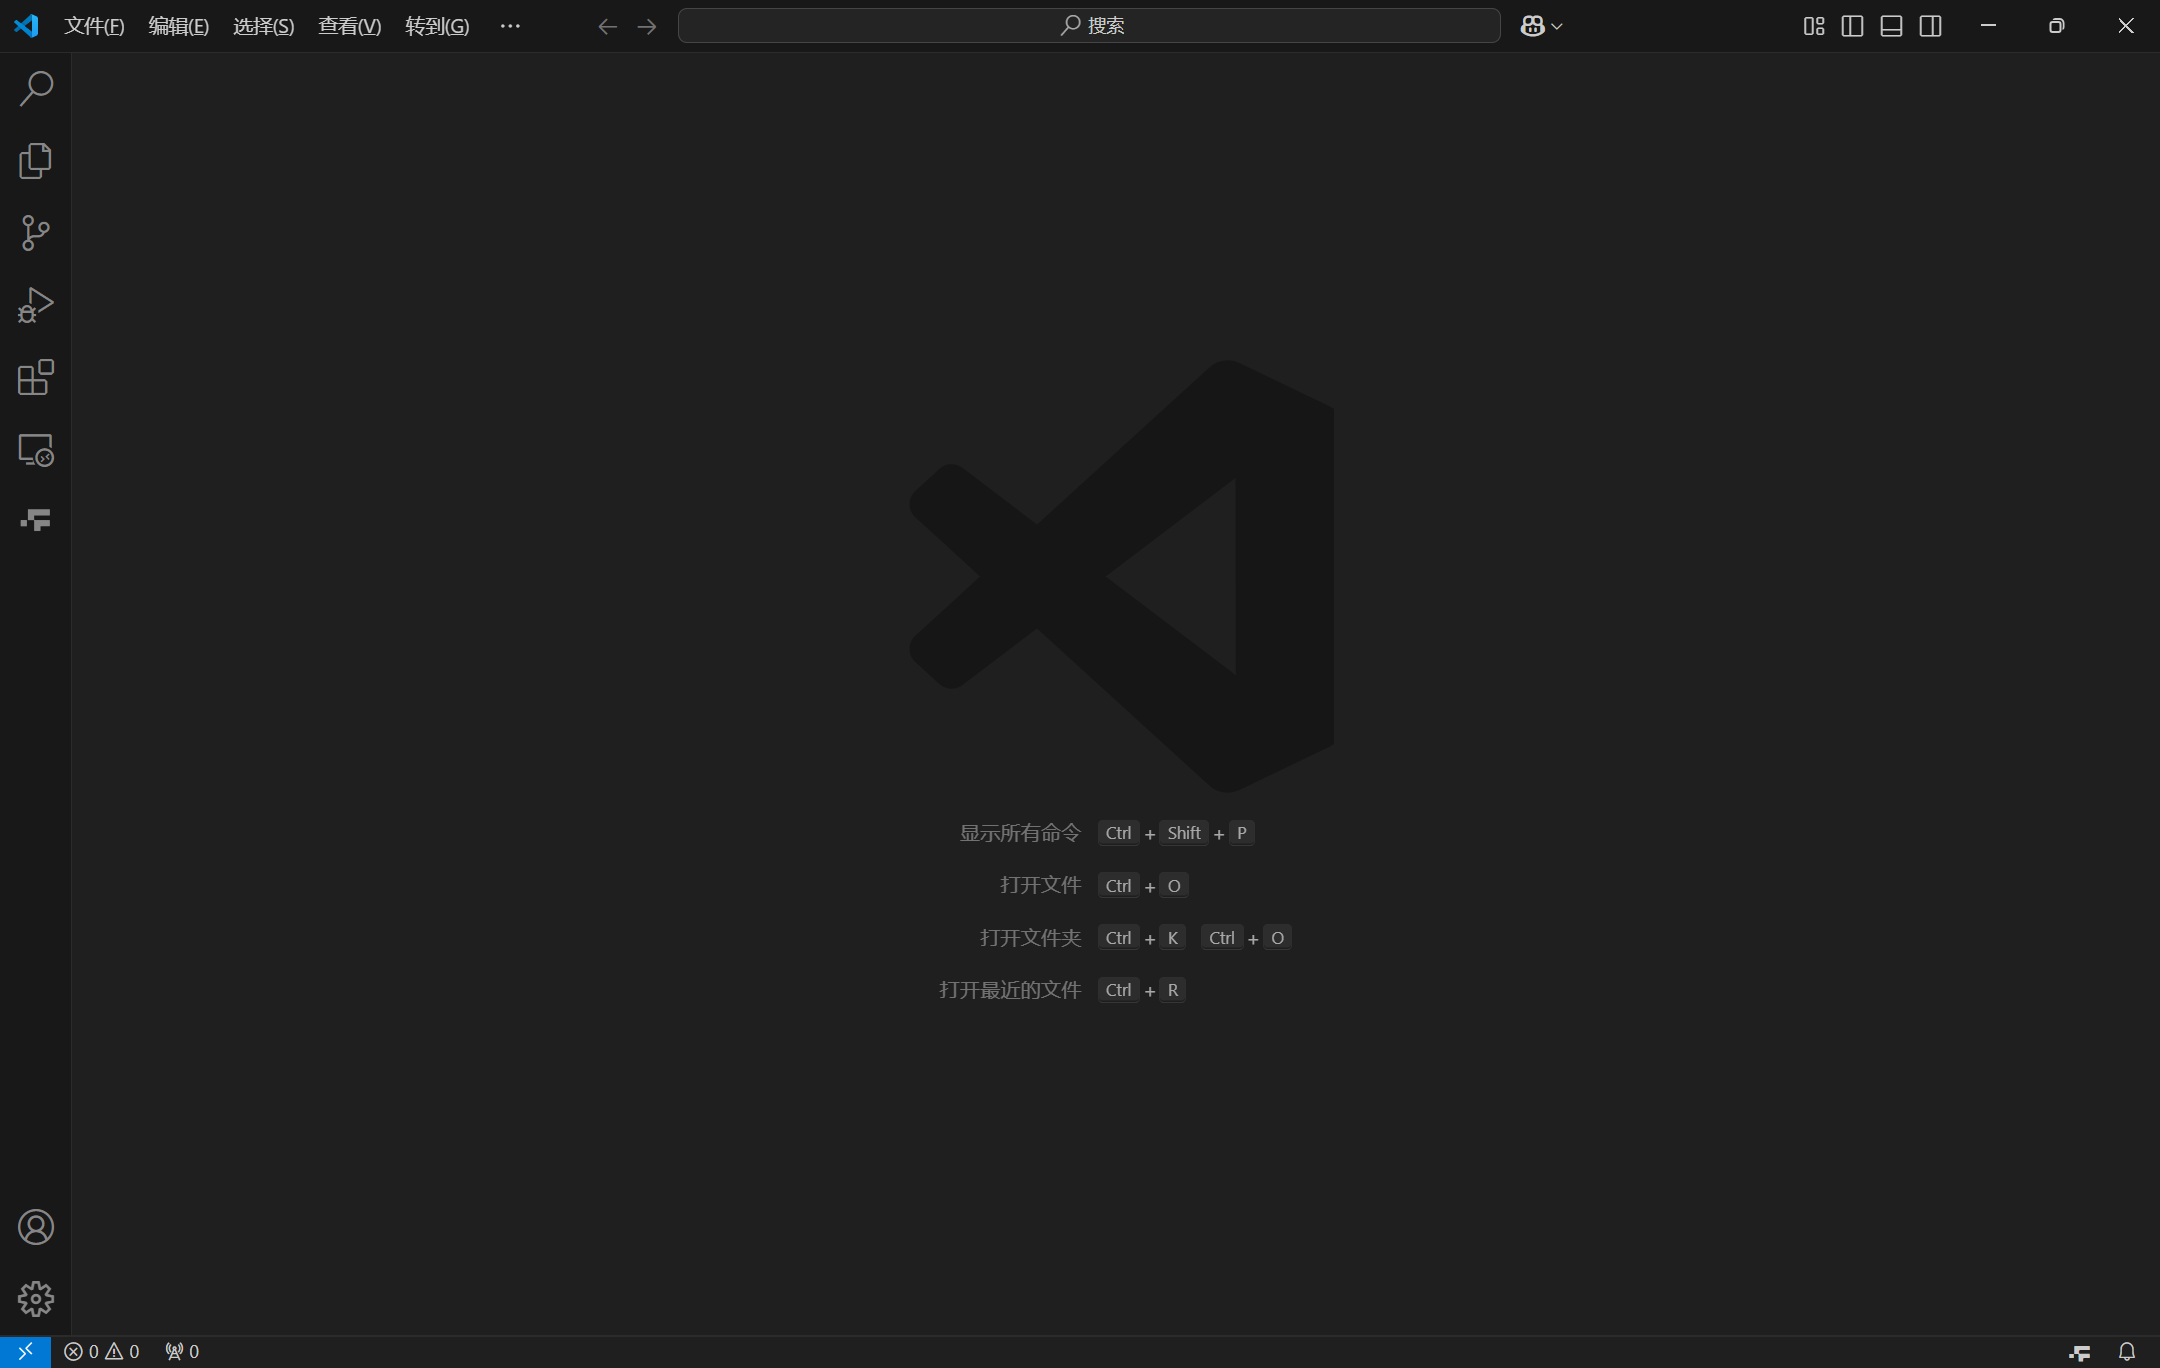 文件(F) 编辑(E) 选择(S) 查看(V) 转到(G) ··· 搜索
显示所有命令 Ctrl + Shift + P
打开文件 Ctrl + O
打开文件夹 Ctrl + K Ctrl + O
打开最近的文件 Ctrl + R
0 0 0